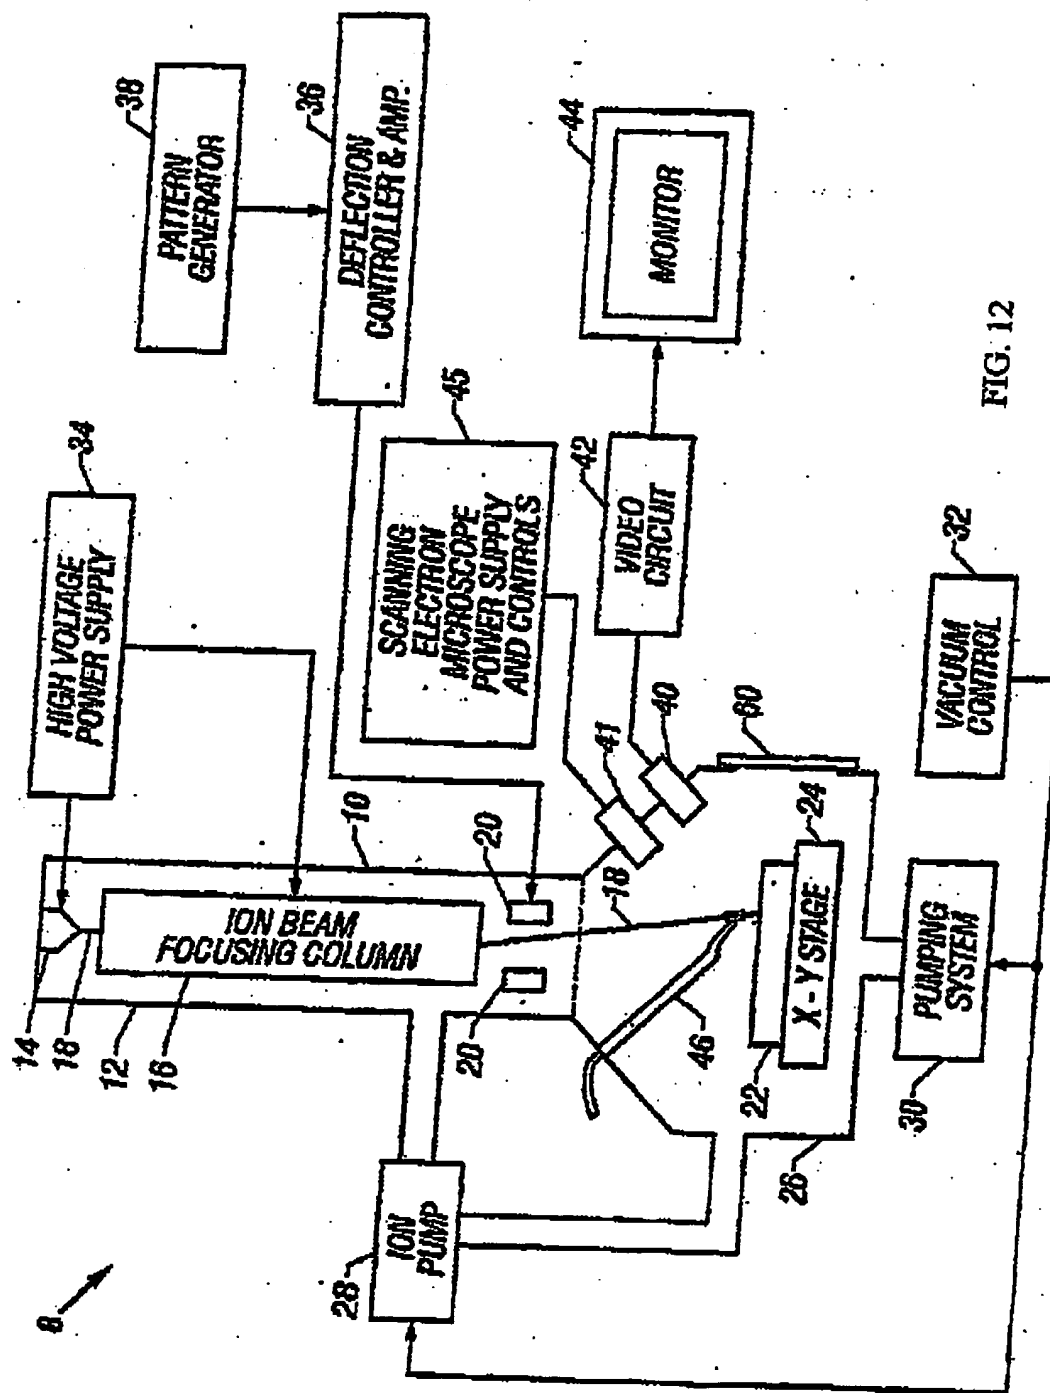 38
PATTERN
GENERATOR
36
DEFLECTION
CONTROLLER & AMP.
34
HIGH VOLTAGE
POWER SUPPLY
45
SCANNING
ELECTRON
MICROSCOPE
POWER SUPPLY
AND CONTROLS
44
MONITOR
42
VIDEO
CIRCUIT
14
18
12
16
ION BEAM
FOCUSING COLUMN
10
20
20
41
40
60
18
46
22
X - Y STAGE
24
26
28
ION
PUMP
30
PUMPING
SYSTEM
32
VACUUM
CONTROL
8
FIG. 12